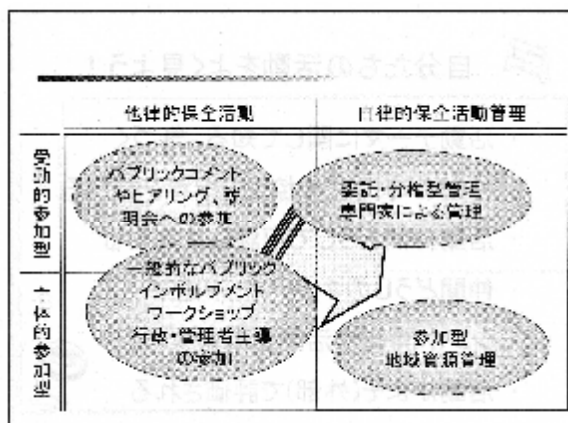 他律的保全活動
自律的保全活動管理
受動的参加型
パブリックコメント
やヒアリング、説
明会への参加
委託・分権型管理
専門家による管理
主体的参加型
一般的なパブリック
インボルブメント
ワークショップ
行政・管理者主導
の参加
参加型
地域資源管理